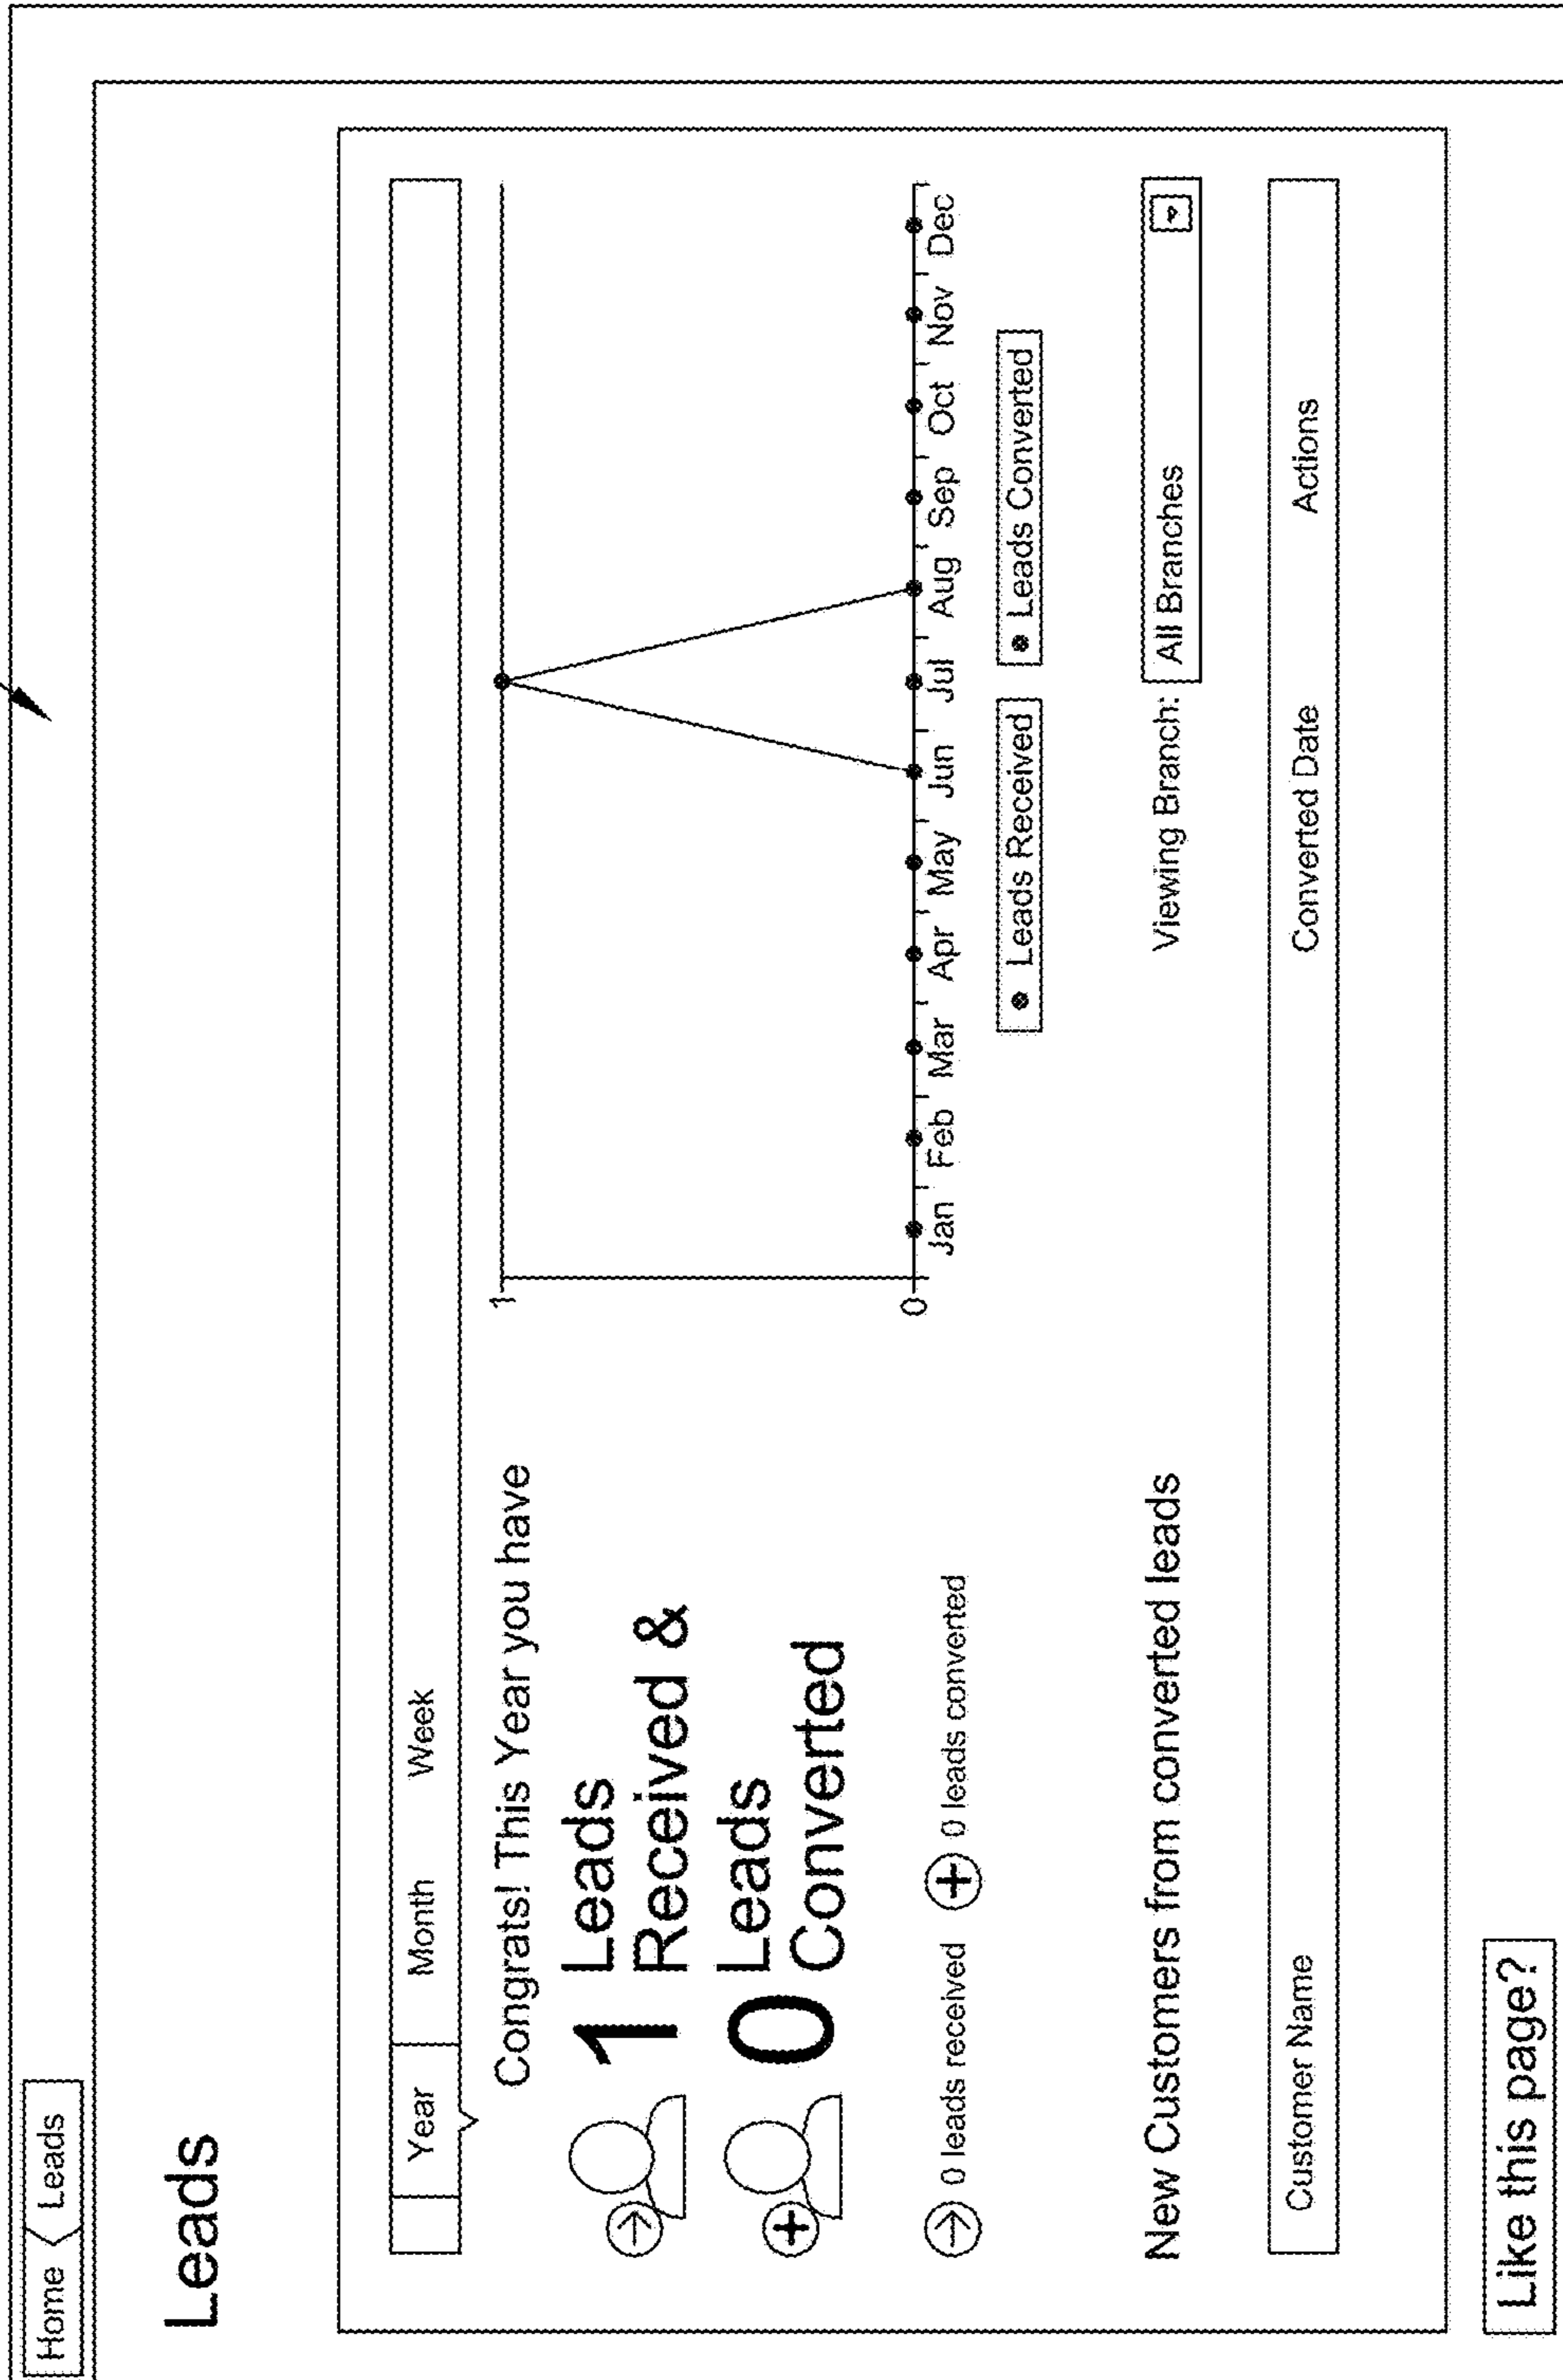 Home Leads
Leads
Year Month Week
Congrats! This Year you have
1 Leads
Received &
0 Leads
Converted
0 leads received 0 leads converted
1
0
Jan Feb Mar Apr May Jun Jul Aug Sep Oct Nov Dec
Leads Received Leads Converted
New Customers from converted leads
Viewing Branch: All Branches
Customer Name Converted Date Actions
Like this page?